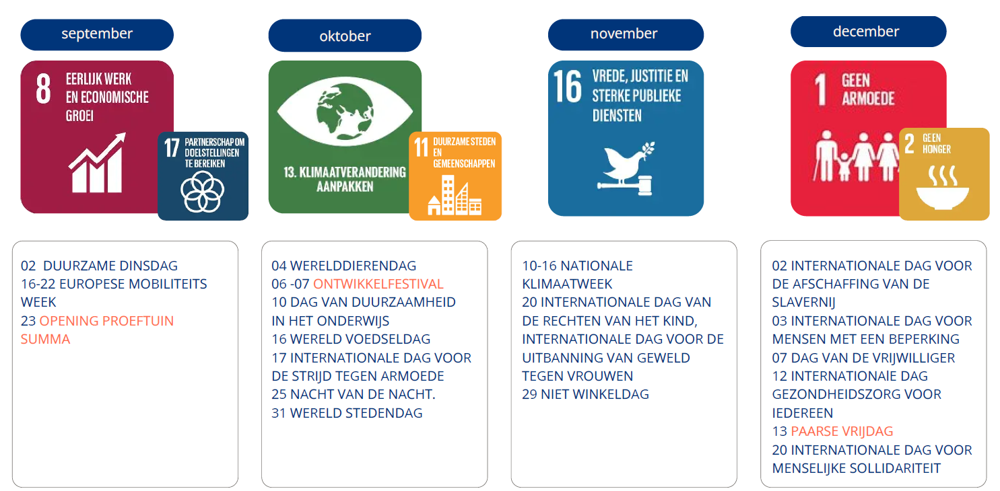 september
8 EERLIJK WERK
EN ECONOMISCHE
GROEI
17 PARTNERSCHAP OM
DOELSTELLINGEN
TE BEREIKEN
02 DUURZAME DINSDAG
16-22 EUROPESE MOBILITEITS
WEEK
23 OPENING PROEFTUIN
SUMMA
oktober
13. KLIMAATVERANDERING
AANPAKKEN
11 DUURZAME STEDEN
EN
GEMEENSCHAPPEN
04 WERELDDIERENDAG
06 -07 ONTWIKKELFESTIVAL
10 DAG VAN DUURZAAMHEID
IN HET ONDERWIJS
16 WERELD VOEDSELDAG
17 INTERNATIONALE DAG VOOR
DE STRIJD TEGEN ARMOEDE
25 NACHT VAN DE NACHT.
31 WERELD STEDENDAG
november
16 VREDE, JUSTITIE EN
STERKE PUBLIEKE
DIENSTEN
10-16 NATIONALE
KLIMAATWEEK
20 INTERNATIONALE DAG VAN
DE RECHTEN VAN HET KIND,
INTERNATIONALE DAG VOOR DE
UITBANNING VAN GEWELD
TEGEN VROUWEN
29 NIET WINKELDAG
december
1 GEEN
ARMOEDE
2 GEEN
HONGER
02 INTERNATIONALE DAG VOOR
DE AFSCHAFFING VAN DE
SLAVERNIJ
03 INTERNATIONALE DAG VOOR
MENSEN MET EEN BEPERKING
07 DAG VAN DE VRIJWILLIGER
12 INTERNATIONAIE DAG
GEZONDHEIDSZORG VOOR
IEDEREEN
13 PAARSE VRIJDAG
20 INTERNATIONALE DAG VOOR
MENSELIJKE SOLLIDARITEIT